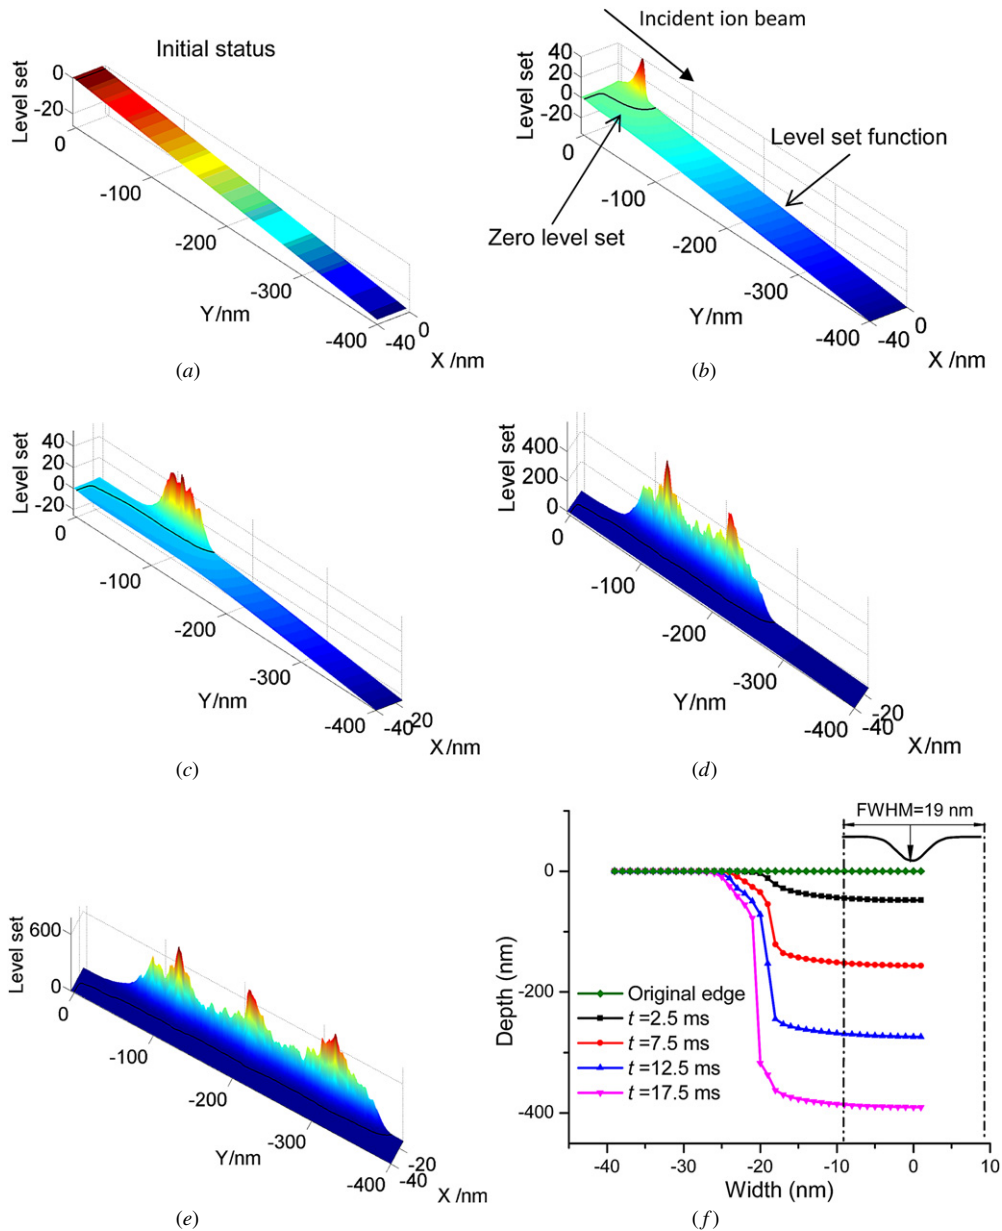 Initial status
Level set
0
-20
0
-100
-200
-300
-400
Y/nm
-40
0
X /nm
(a)
Incident ion beam
Level set
40
20
0
-20
0
-100
-200
-300
-400
Level set function
Zero level set
Y/nm
-40
0
X /nm
(b)
Level set
40
20
0
-20
0
-100
-200
-300
-400
Y/nm
-40
-20
X/nm
(c)
Level set
400
200
0
0
-100
-200
-300
-400
Y/nm
-40
-20
X/nm
(d)
Level set
600
0
0
-100
-200
-300
-400
Y/nm
-40
-20
X /nm
(e)
FWHM=19 nm
Depth (nm)
0
-200
-400
Original edge
t =2.5 ms
t =7.5 ms
t =12.5 ms
t =17.5 ms
-40 -30 -20 -10 0 10
Width (nm)
(f)